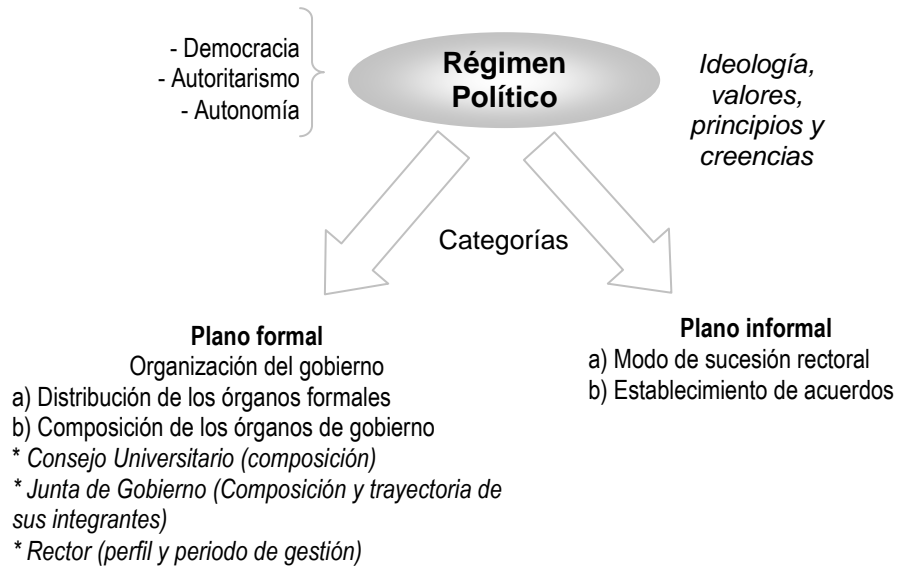 - Democracia
- Autoritarismo
- Autonomía
Régimen
Político
Ideología,
valores,
principios y
creencias
Categorías
Plano formal
Organización del gobierno
a) Distribución de los órganos formales
b) Composición de los órganos de gobierno
* Consejo Universitario (composición)
* Junta de Gobierno (Composición y trayectoria de
sus integrantes)
* Rector (perfil y periodo de gestión)
Plano informal
a) Modo de sucesión rectoral
b) Establecimiento de acuerdos